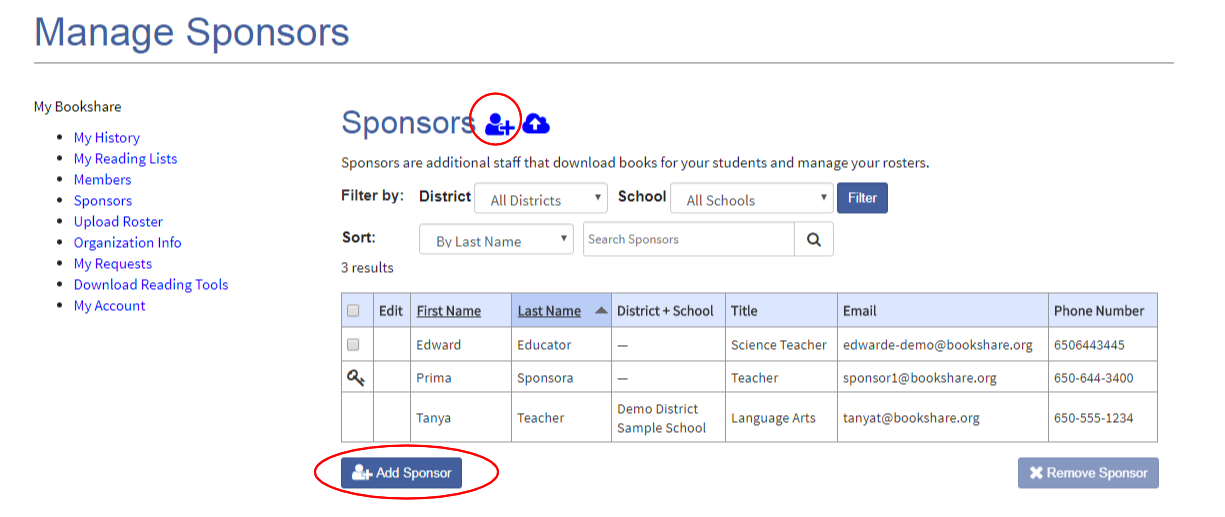 Manage Sponsors
My Bookshare
My History
My Reading Lists
Members
Sponsors
Upload Roster
Organization Info
My Requests
Download Reading Tools
My Account
Sponsors
Sponsors are additional staff that download books for your students and manage your rosters.
Filter by: District All Districts School All Schools Filter
Sort: By Last Name Search Sponsors
3 results
Edit First Name Last Name District + School Title Email Phone Number
Edward Educator — Science Teacher edwarde-demo@bookshare.org 6506443445
Prima Sponsora — Teacher sponsor1@bookshare.org 650-644-3400
Tanya Teacher Demo District Sample School Language Arts tanyat@bookshare.org 650-555-1234
Add Sponsor Remove Sponsor